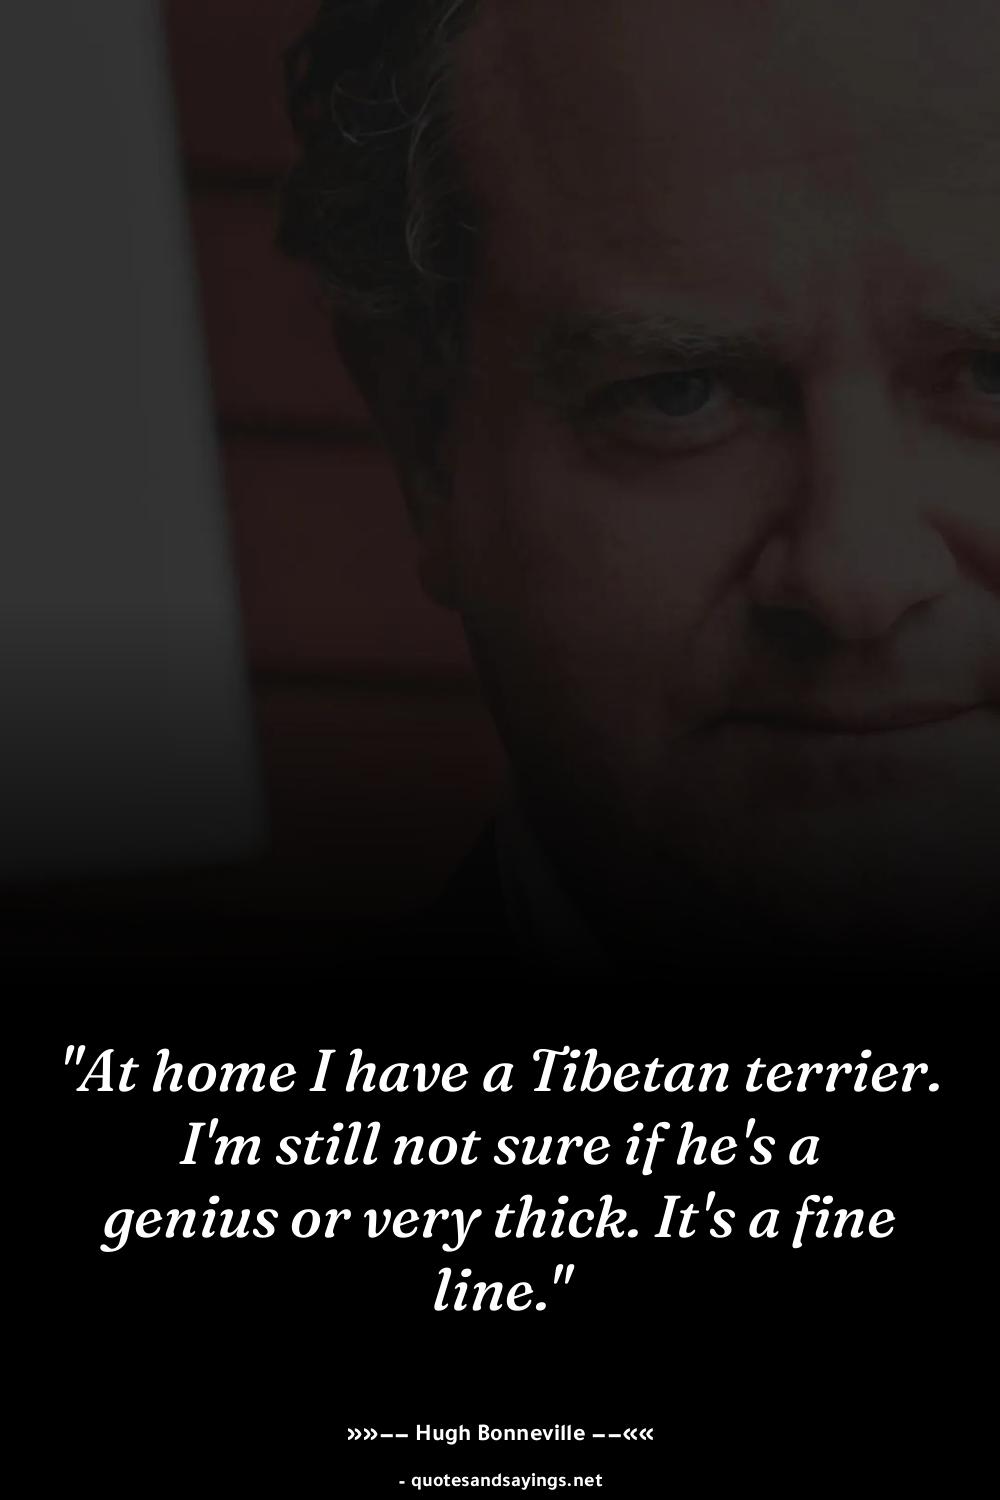 "At home I have a Tibetan terrier.
I'm still not sure if he's a
genius or very thick. It's a fine
line."
»»–– Hugh Bonneville ––««
- quotesandsayings.net